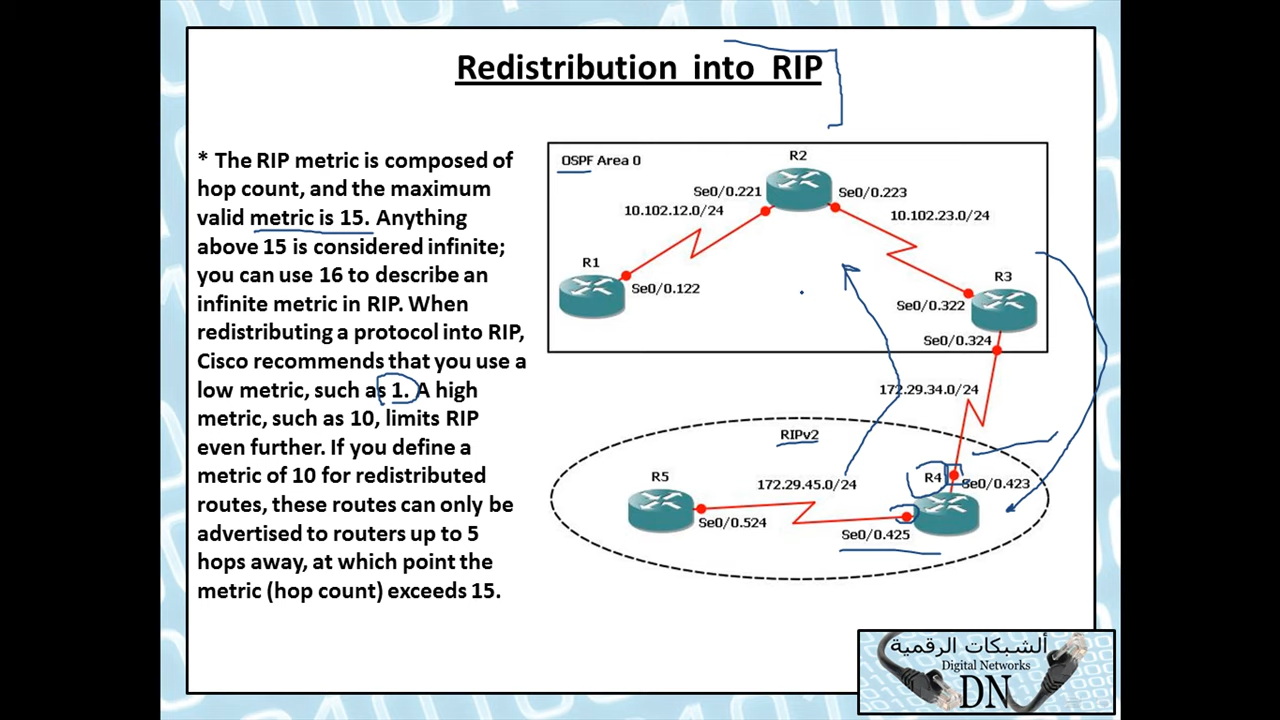 Redistribution into RIP
* The RIP metric is composed of
hop count, and the maximum
valid metric is 15. Anything
above 15 is considered infinite;
you can use 16 to describe an
infinite metric in RIP. When
redistributing a protocol into RIP,
Cisco recommends that you use a
low metric, such as 1. A high
metric, such as 10, limits RIP
even further. If you define a
metric of 10 for redistributed
routes, these routes can only be
advertised to routers up to 5
hops away, at which point the
metric (hop count) exceeds 15.
OSPF Area 0
R2
Se0/0.221
Se0/0.223
10.102.12.0/24
10.102.23.0/24
R1
Se0/0.122
R3
Se0/0.322
Se0/0.324
172.29.34.0/24
RIPv2
R5
172.29.45.0/24
R4
Se0/0.423
Se0/0.524
Se0/0.425
ألشبكات الرقمية
Digital Networks
DN